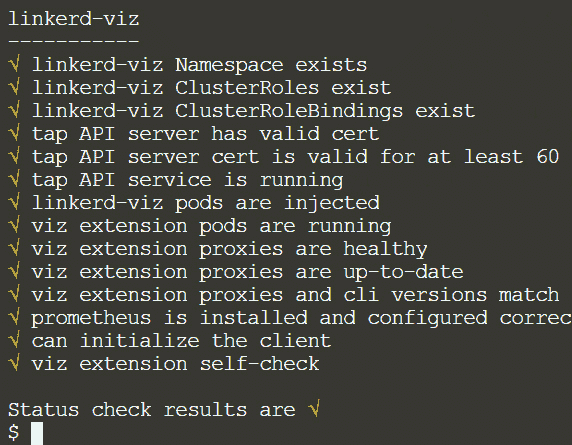 linkerd-viz
-----------
√ linkerd-viz Namespace exists
√ linkerd-viz ClusterRoles exist
√ linkerd-viz ClusterRoleBindings exist
√ tap API server has valid cert
√ tap API server cert is valid for at least 60
√ tap API service is running
√ linkerd-viz pods are injected
√ viz extension pods are running
√ viz extension proxies are healthy
√ viz extension proxies are up-to-date
√ viz extension proxies and cli versions match
√ prometheus is installed and configured correc
√ can initialize the client
√ viz extension self-check
Status check results are √
$